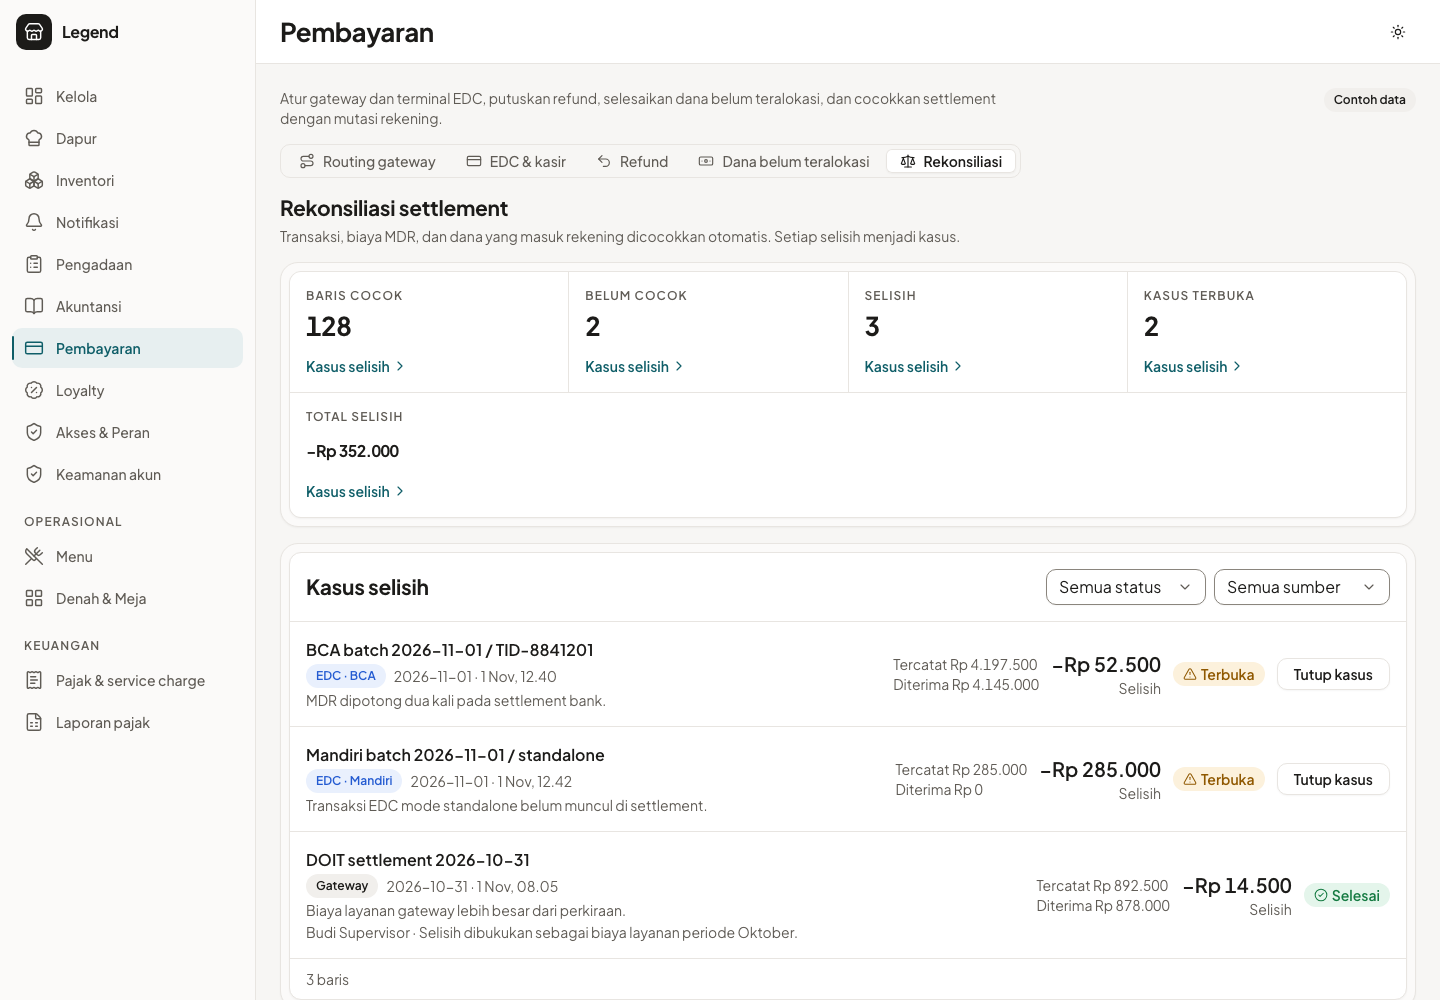 Legend
Kelola
Dapur
Inventori
Notifikasi
Pengadaan
Akuntansi
Pembayaran
Loyalty
Akses & Peran
Keamanan akun
OPERASIONAL
Menu
Denah & Meja
KEUANGAN
Pajak & service charge
Laporan pajak
Pembayaran
Atur gateway dan terminal EDC, putuskan refund, selesaikan dana belum teralokasi, dan cocokkan settlement
dengan mutasi rekening.
Contoh data
Routing gateway
EDC & kasir
Refund
Dana belum teralokasi
Rekonsiliasi
Rekonsiliasi settlement
Transaksi, biaya MDR, dan dana yang masuk rekening dicocokkan otomatis. Setiap selisih menjadi kasus.
BARIS COCOK
128
Kasus selisih
BELUM COCOK
2
Kasus selisih
SELISIH
3
Kasus selisih
KASUS TERBUKA
2
Kasus selisih
TOTAL SELISIH
−Rp 352.000
Kasus selisih
Kasus selisih
Semua status
Semua sumber
BCA batch 2026-11-01 / TID-8841201
EDC · BCA
2026-11-01 · 1 Nov, 12.40
MDR dipotong dua kali pada settlement bank.
Tercatat Rp 4.197.500
Diterima Rp 4.145.000
−Rp 52.500
Selisih
Terbuka
Tutup kasus
Mandiri batch 2026-11-01 / standalone
EDC · Mandiri
2026-11-01 · 1 Nov, 12.42
Transaksi EDC mode standalone belum muncul di settlement.
Tercatat Rp 285.000
Diterima Rp 0
−Rp 285.000
Selisih
Terbuka
Tutup kasus
DOIT settlement 2026-10-31
Gateway
2026-10-31 · 1 Nov, 08.05
Biaya layanan gateway lebih besar dari perkiraan.
Budi Supervisor · Selisih dibukukan sebagai biaya layanan periode Oktober.
Tercatat Rp 892.500
Diterima Rp 878.000
−Rp 14.500
Selisih
Selesai
3 baris